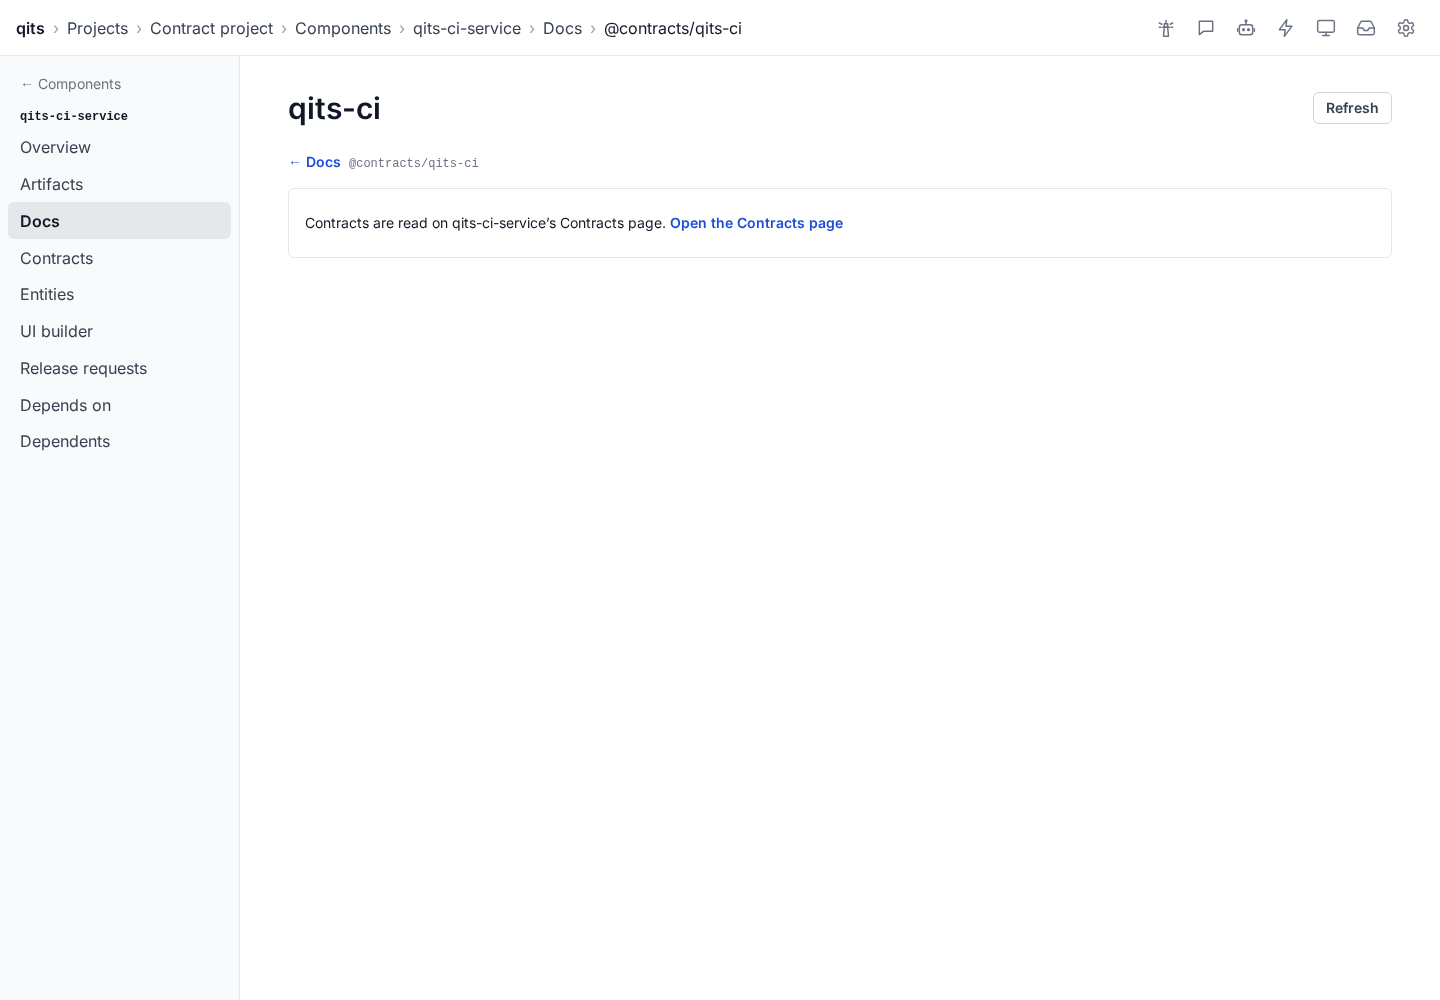 qits › Projects › Contract project › Components › qits-ci-service › Docs › @contracts/qits-ci
← Components
qits-ci-service
Overview
Artifacts
Docs
Contracts
Entities
UI builder
Release requests
Depends on
Dependents
qits-ci
Refresh
← Docs @contracts/qits-ci
Contracts are read on qits-ci-service’s Contracts page. Open the Contracts page